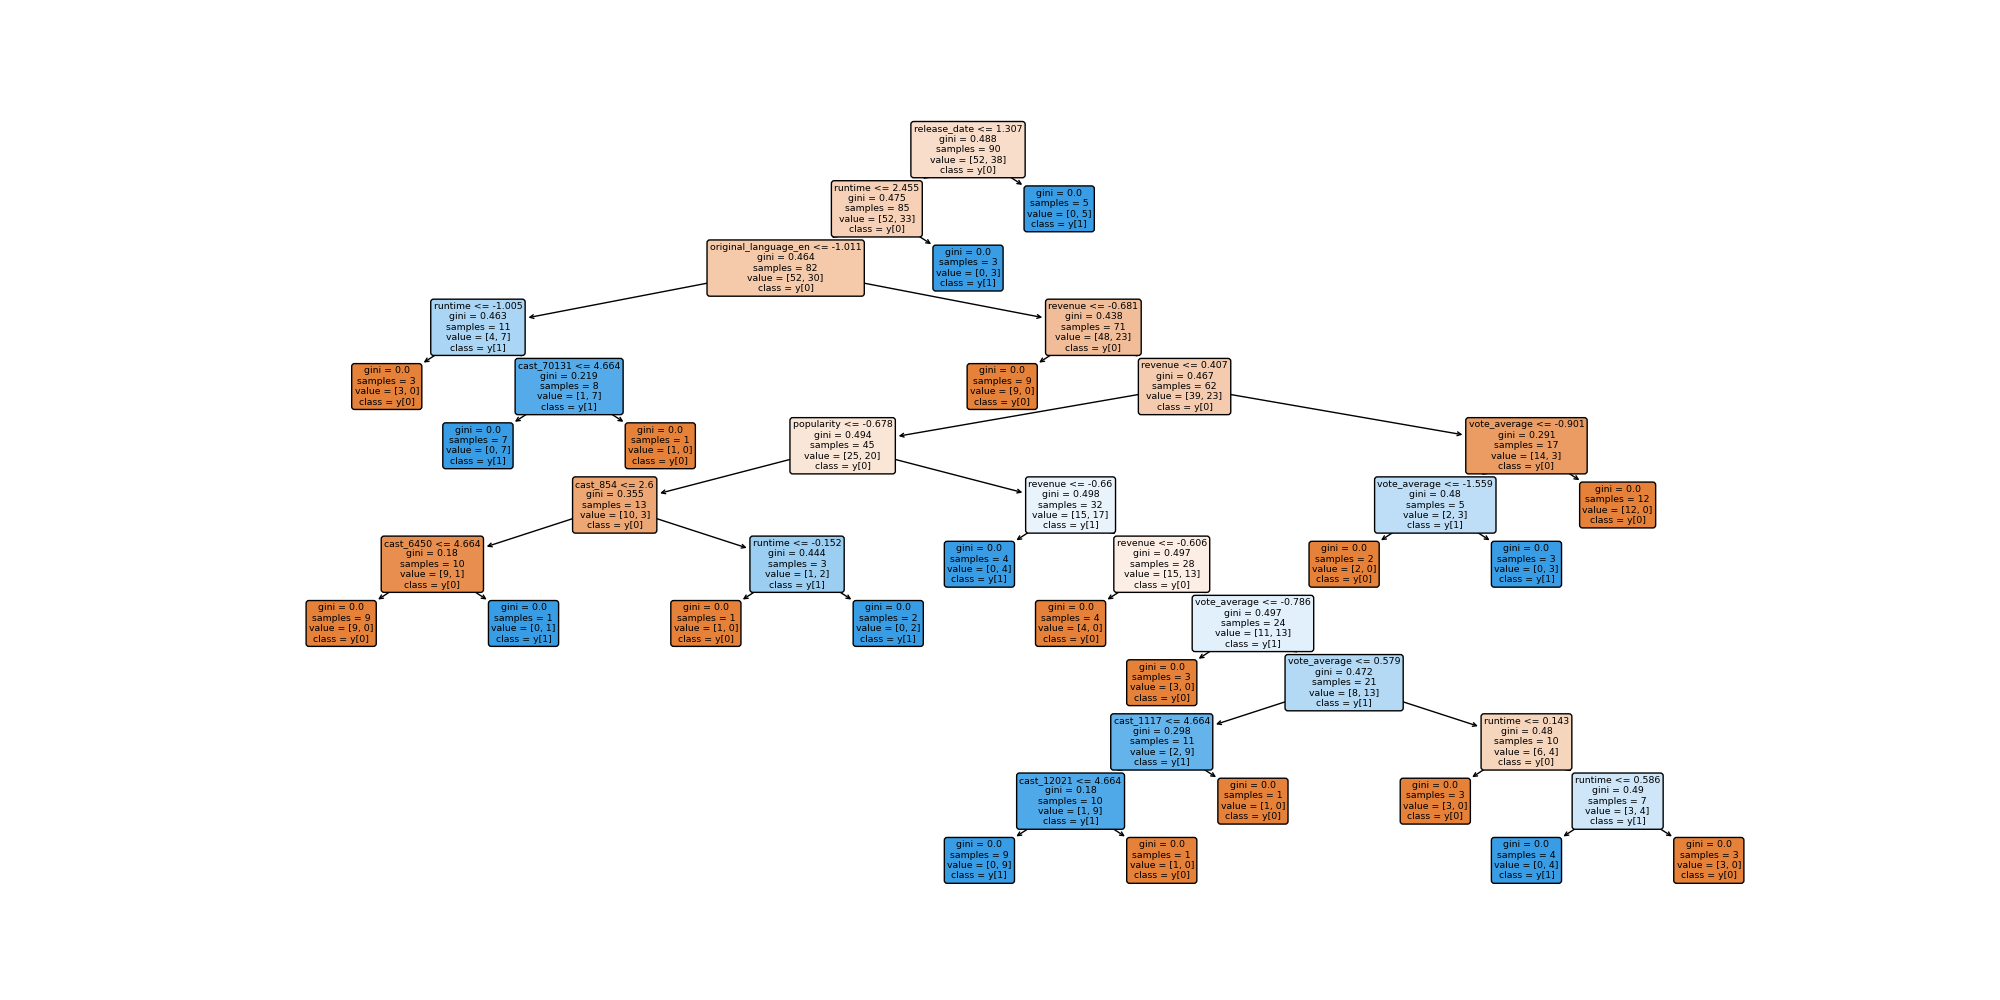 release_date <= 1.307
gini = 0.488
samples = 90
value = [52, 38]
class = y[0]
runtime <= 2.455
gini = 0.475
samples = 85
value = [52, 33]
class = y[0]
gini = 0.0
samples = 5
value = [0, 5]
class = y[1]
original_language_en <= -1.011
gini = 0.464
samples = 82
value = [52, 30]
class = y[0]
gini = 0.0
samples = 3
value = [0, 3]
class = y[1]
runtime <= -1.005
gini = 0.463
samples = 11
value = [4, 7]
class = y[1]
revenue <= -0.681
gini = 0.438
samples = 71
value = [48, 23]
class = y[0]
gini = 0.0
samples = 3
value = [3, 0]
class = y[0]
cast_70131 <= 4.664
gini = 0.219
samples = 8
value = [1, 7]
class = y[1]
gini = 0.0
samples = 9
value = [9, 0]
class = y[0]
revenue <= 0.407
gini = 0.467
samples = 62
value = [39, 23]
class = y[0]
gini = 0.0
samples = 7
value = [0, 7]
class = y[1]
gini = 0.0
samples = 1
value = [1, 0]
class = y[0]
popularity <= -0.678
gini = 0.494
samples = 45
value = [25, 20]
class = y[0]
vote_average <= -0.901
gini = 0.291
samples = 17
value = [14, 3]
class = y[0]
cast_854 <= 2.6
gini = 0.355
samples = 13
value = [10, 3]
class = y[0]
revenue <= -0.66
gini = 0.498
samples = 32
value = [15, 17]
class = y[1]
vote_average <= -1.559
gini = 0.48
samples = 5
value = [2, 3]
class = y[1]
gini = 0.0
samples = 12
value = [12, 0]
class = y[0]
cast_6450 <= 4.664
gini = 0.18
samples = 10
value = [9, 1]
class = y[0]
runtime <= -0.152
gini = 0.444
samples = 3
value = [1, 2]
class = y[1]
gini = 0.0
samples = 4
value = [0, 4]
class = y[1]
revenue <= -0.606
gini = 0.497
samples = 28
value = [15, 13]
class = y[0]
gini = 0.0
samples = 2
value = [2, 0]
class = y[0]
gini = 0.0
samples = 3
value = [0, 3]
class = y[1]
gini = 0.0
samples = 9
value = [9, 0]
class = y[0]
gini = 0.0
samples = 1
value = [0, 1]
class = y[1]
gini = 0.0
samples = 1
value = [1, 0]
class = y[0]
gini = 0.0
samples = 2
value = [0, 2]
class = y[1]
gini = 0.0
samples = 4
value = [4, 0]
class = y[0]
vote_average <= -0.786
gini = 0.497
samples = 24
value = [11, 13]
class = y[1]
gini = 0.0
samples = 3
value = [3, 0]
class = y[0]
vote_average <= 0.579
gini = 0.472
samples = 21
value = [8, 13]
class = y[1]
cast_1117 <= 4.664
gini = 0.298
samples = 11
value = [2, 9]
class = y[1]
runtime <= 0.143
gini = 0.48
samples = 10
value = [6, 4]
class = y[0]
cast_12021 <= 4.664
gini = 0.18
samples = 10
value = [1, 9]
class = y[1]
gini = 0.0
samples = 1
value = [1, 0]
class = y[0]
gini = 0.0
samples = 3
value = [3, 0]
class = y[0]
runtime <= 0.586
gini = 0.49
samples = 7
value = [3, 4]
class = y[1]
gini = 0.0
samples = 9
value = [0, 9]
class = y[1]
gini = 0.0
samples = 1
value = [1, 0]
class = y[0]
gini = 0.0
samples = 4
value = [0, 4]
class = y[1]
gini = 0.0
samples = 3
value = [3, 0]
class = y[0]